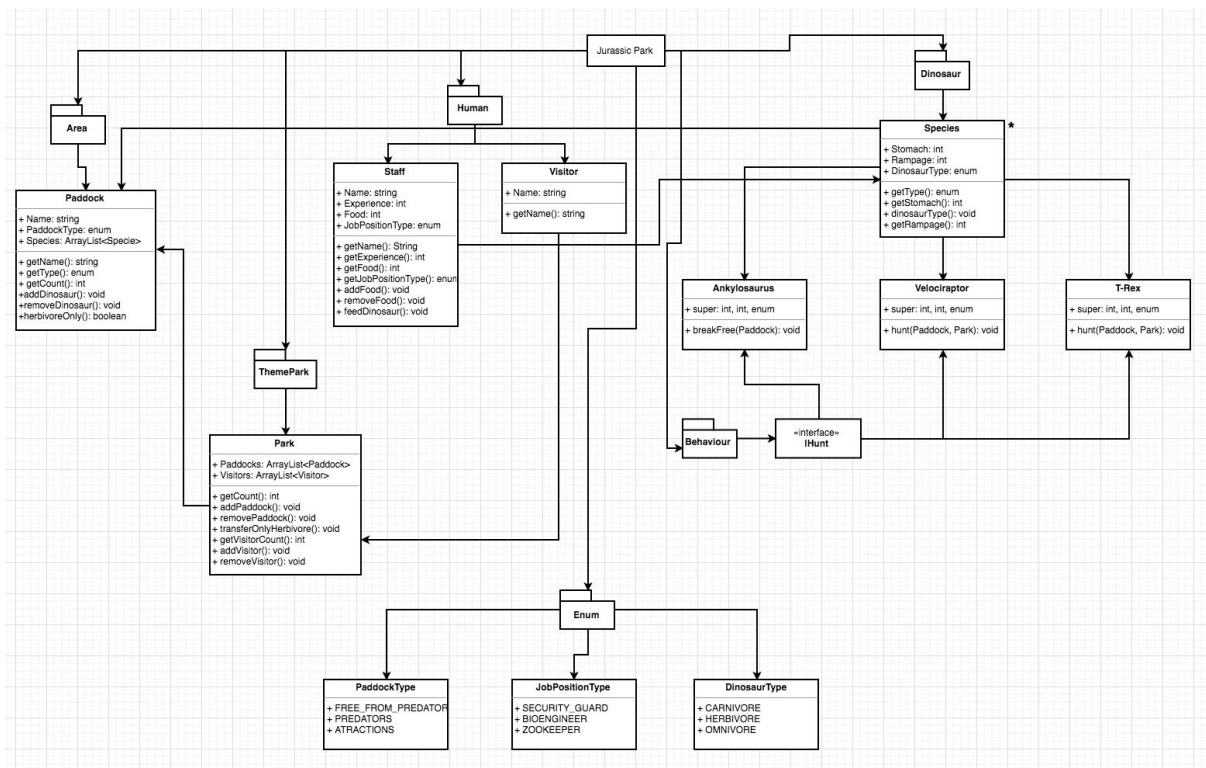 Jurassic Park
Dinosaur
Human
Area
Species
*
+ Stomach: int
+ Rampage: int
+ DinosaurType: enum
+ getType(): enum
+ getStomach(): int
+ dinosaurType(): void
+ getRampage(): int
Staff
+ Name: string
+ Experience: int
+ Food: int
+ JobPositionType: enum
+ getName(): String
+ getExperience(): int
+ getFood(): int
+ getJobPositionType(): enum
+ addFood(): void
+ removeFood(): void
+ feedDinosaur(): void
Visitor
+ Name: string
+ getName(): string
Paddock
+ Name: string
+ PaddockType: enum
+ Species: ArrayList<Specie>
+ getName(): string
+ getType(): enum
+ getCount(): int
+addDinosaur(): void
+removeDinosaur(): void
+herbivoreOnly(): boolean
Ankylosaurus
+ super: int, int, enum
+ breakFree(Paddock): void
Velociraptor
+ super: int, int, enum
+ hunt(Paddock, Park): void
T-Rex
+ super: int, int, enum
+ hunt(Paddock, Park): void
ThemePark
Park
+ Paddocks: ArrayList<Paddock>
+ Visitors: ArrayList<Visitor>
+ getCount(): int
+ addPaddock(): void
+ removePaddock(): void
+ transferOnlyHerbivore(): void
+ getVisitorCount(): int
+ addVisitor(): void
+ removeVisitor(): void
Behaviour
«interface»
IHunt
Enum
PaddockType
+ FREE_FROM_PREDATOR
+ PREDATORS
+ ATRACTIONS
JobPositionType
+ SECURITY_GUARD
+ BIOENGINEER
+ ZOOKEEPER
DinosaurType
+ CARNIVORE
+ HERBIVORE
+ OMNIVORE